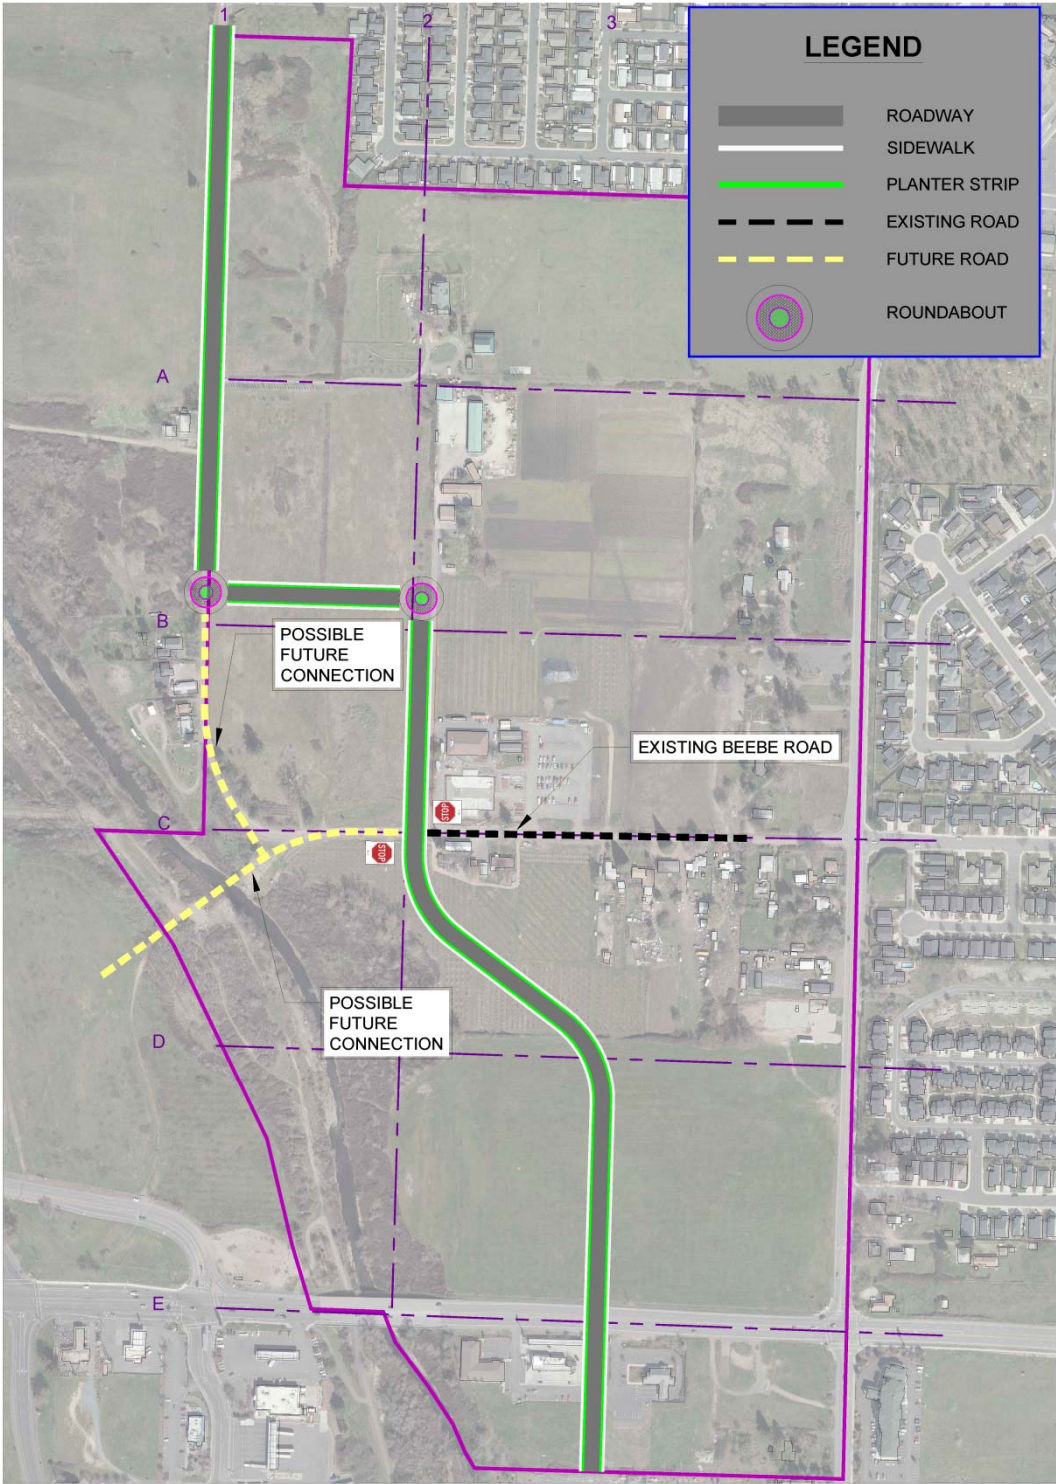 1
2
3
LEGEND
ROADWAY
SIDEWALK
PLANTER STRIP
EXISTING ROAD
FUTURE ROAD
ROUNDABOUT
A
B
POSSIBLE
FUTURE
CONNECTION
EXISTING BEEBE ROAD
STOP
C
STOP
POSSIBLE
FUTURE
CONNECTION
D
E